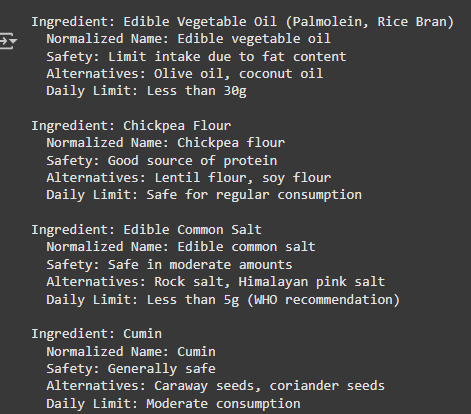 Ingredient: Edible Vegetable Oil (Palmolein, Rice Bran)
Normalized Name: Edible vegetable oil
Safety: Limit intake due to fat content
Alternatives: Olive oil, coconut oil
Daily Limit: Less than 30g
Ingredient: Chickpea Flour
Normalized Name: Chickpea flour
Safety: Good source of protein
Alternatives: Lentil flour, soy flour
Daily Limit: Safe for regular consumption
Ingredient: Edible Common Salt
Normalized Name: Edible common salt
Safety: Safe in moderate amounts
Alternatives: Rock salt, Himalayan pink salt
Daily Limit: Less than 5g (WHO recommendation)
Ingredient: Cumin
Normalized Name: Cumin
Safety: Generally safe
Alternatives: Caraway seeds, coriander seeds
Daily Limit: Moderate consumption